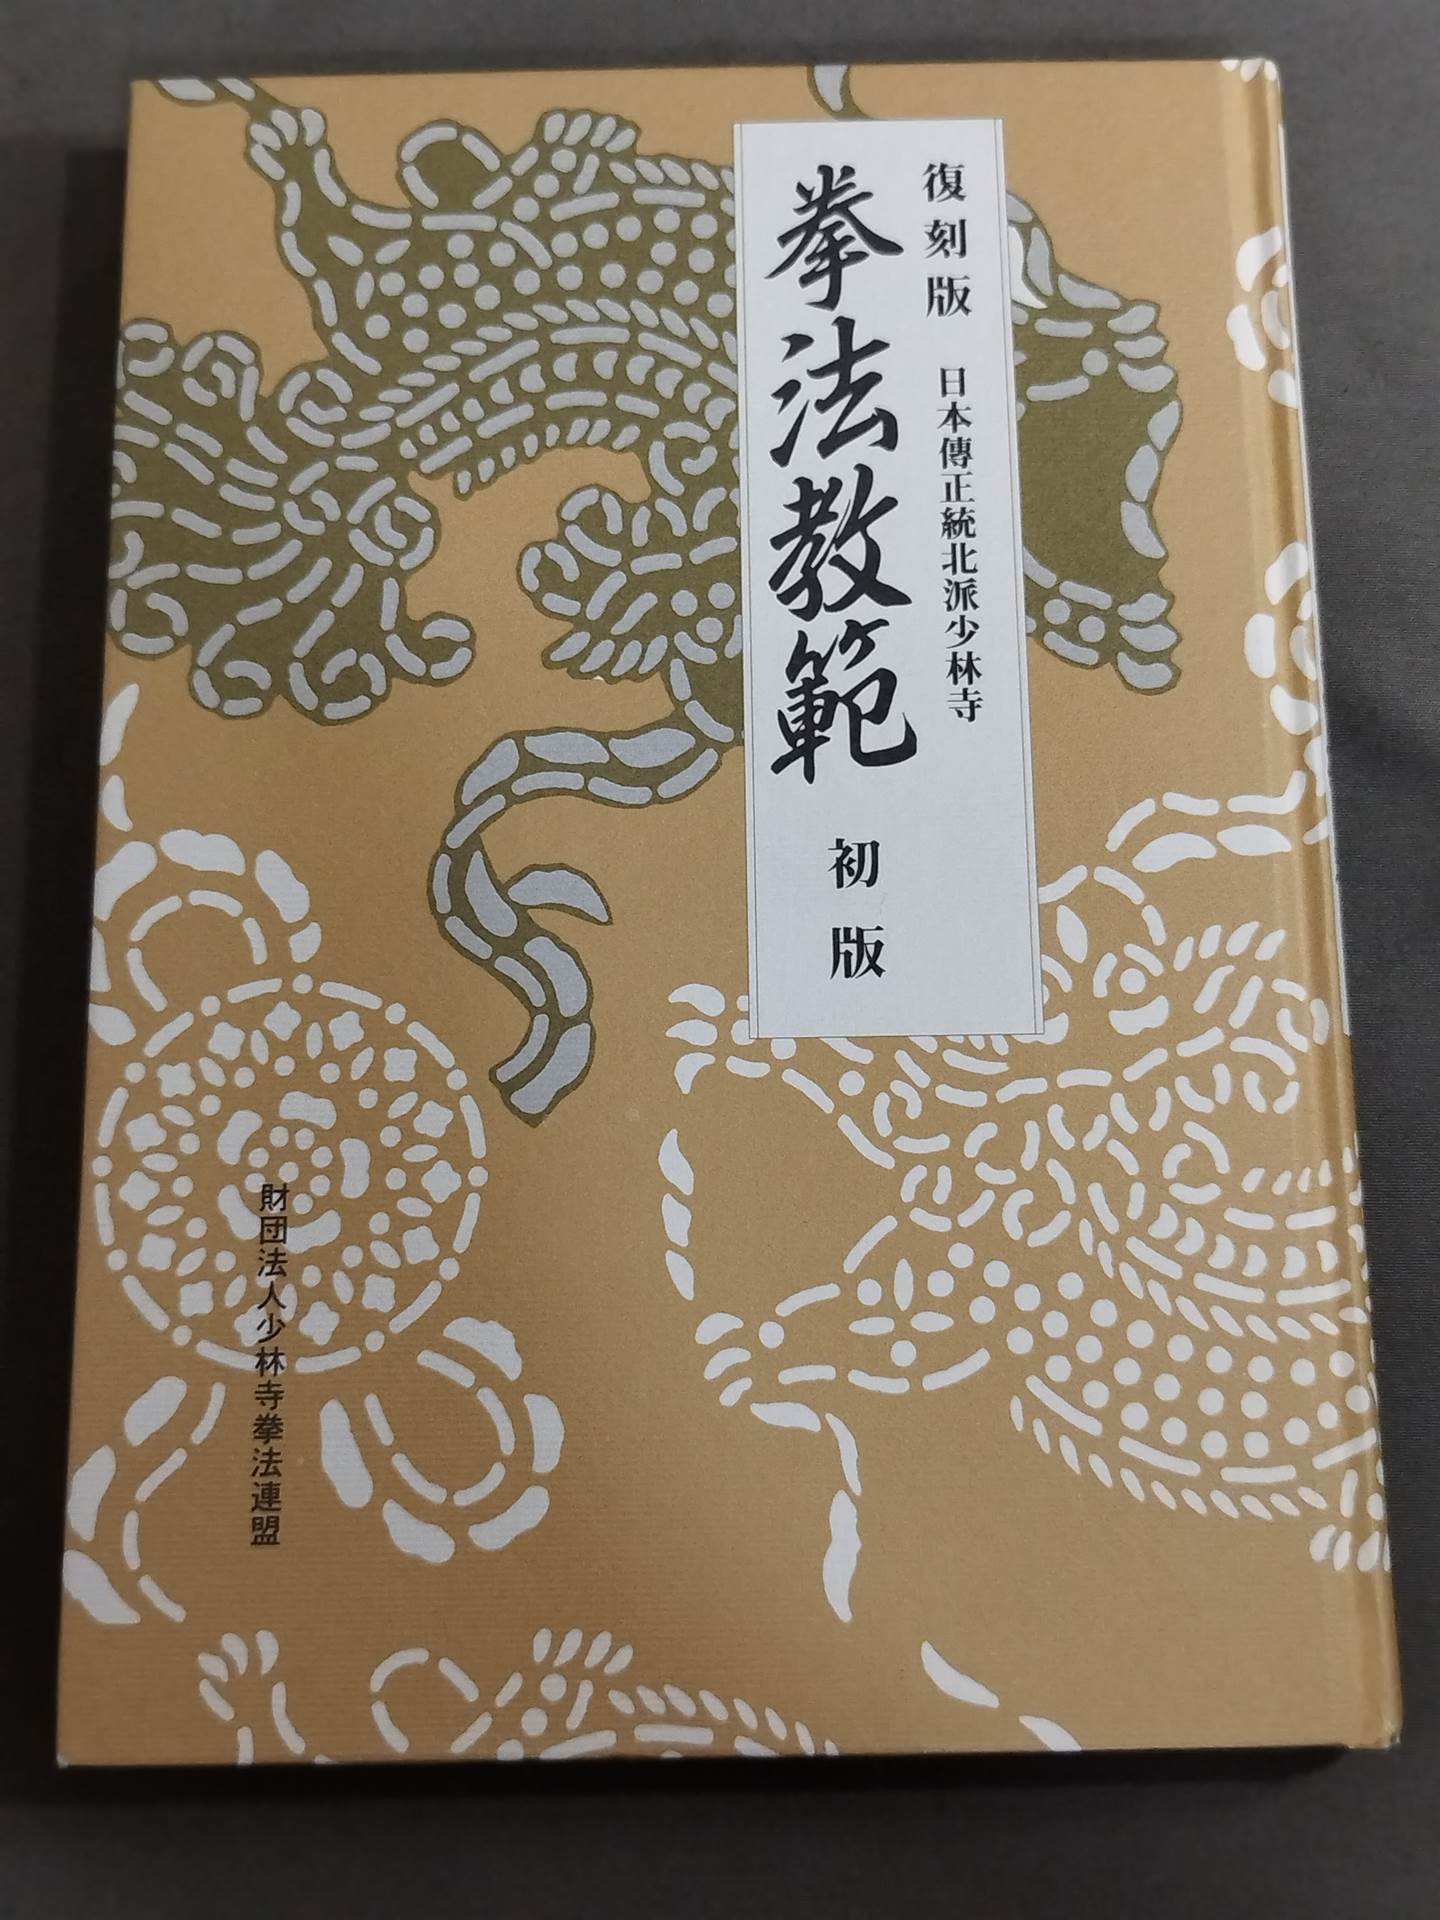 復刻版 日本傳正統北派少林寺
拳法教範 初版
財団法人少林寺拳法連盟